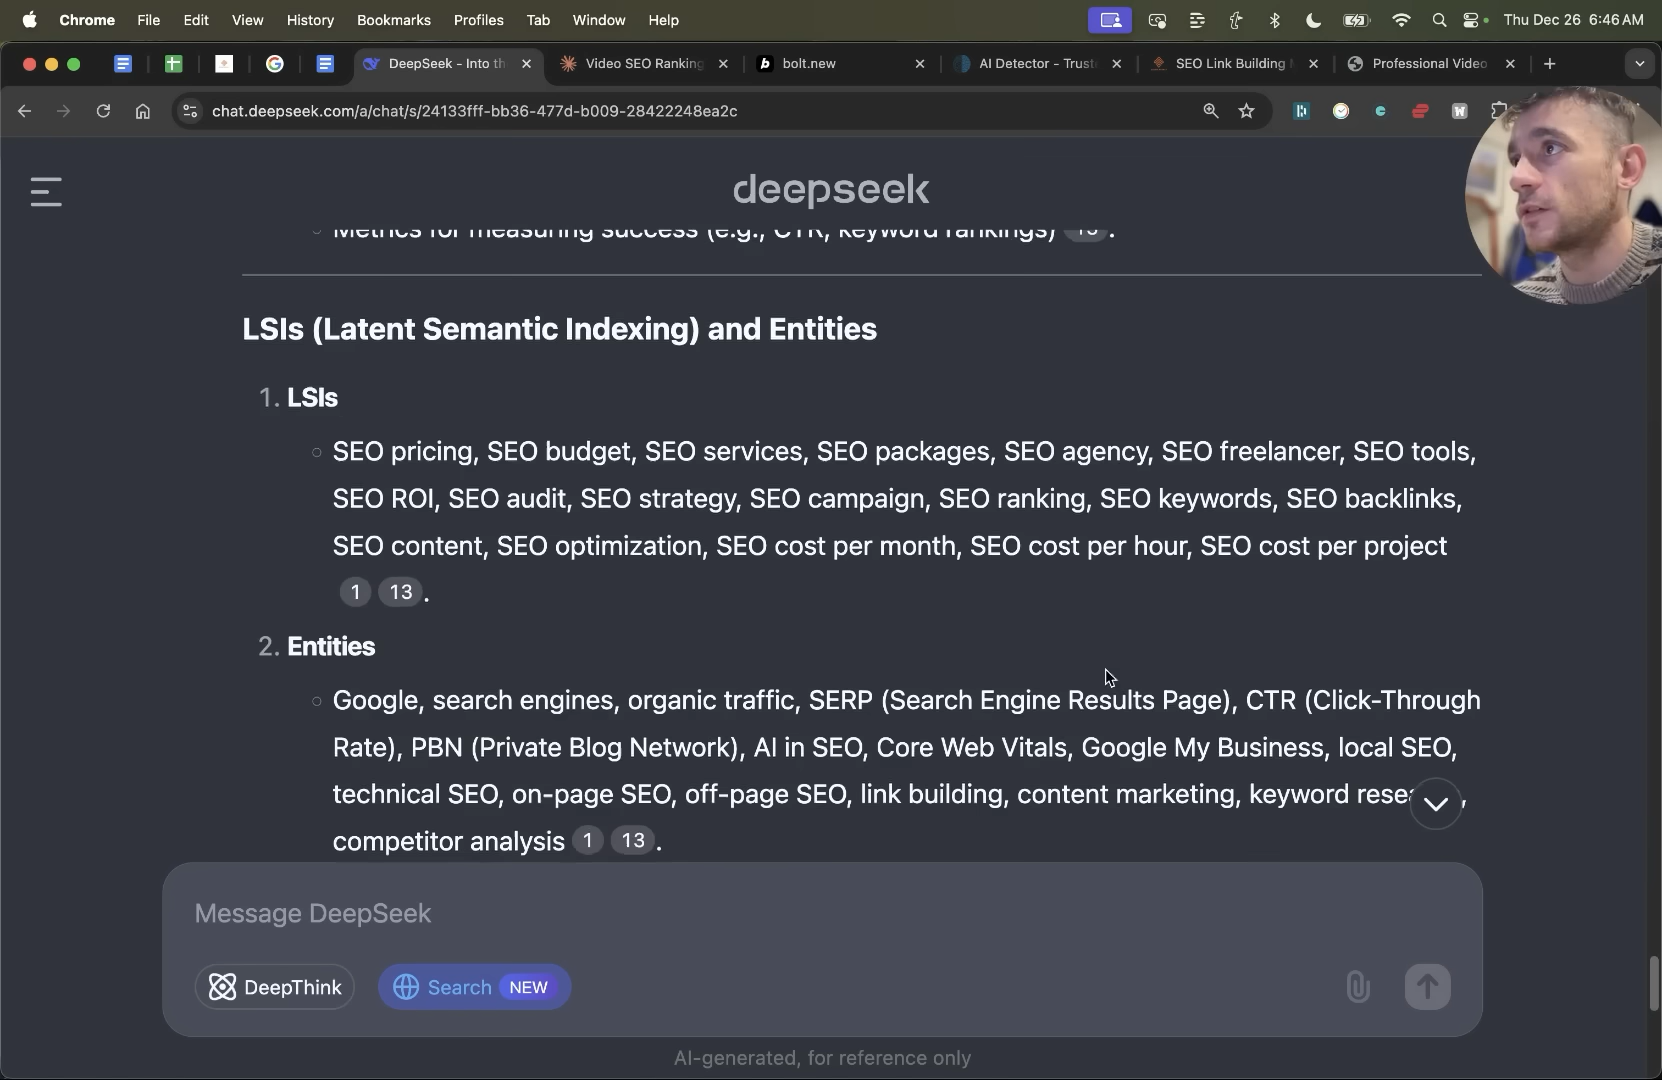 Chrome File Edit View History Bookmarks Profiles Tab Window Help Thu Dec 26 6:46 AM
DeepSeek - Into th Video SEO Ranking bolt.new AI Detector - Trust SEO Link Building Professional Video
chat.deepseek.com/a/chat/s/24133fff-bb36-477d-b009-28422248ea2c
deepseek
Metrics for measuring success (e.g., CTR, keyword rankings) 13 .
LSIs (Latent Semantic Indexing) and Entities
1. LSIs
SEO pricing, SEO budget, SEO services, SEO packages, SEO agency, SEO freelancer, SEO tools,
SEO ROI, SEO audit, SEO strategy, SEO campaign, SEO ranking, SEO keywords, SEO backlinks,
SEO content, SEO optimization, SEO cost per month, SEO cost per hour, SEO cost per project
1 13 .
2. Entities
Google, search engines, organic traffic, SERP (Search Engine Results Page), CTR (Click-Through
Rate), PBN (Private Blog Network), AI in SEO, Core Web Vitals, Google My Business, local SEO,
technical SEO, on-page SEO, off-page SEO, link building, content marketing, keyword
competitor analysis 1 13 .
Message DeepSeek
DeepThink Search NEW
AI-generated, for reference only